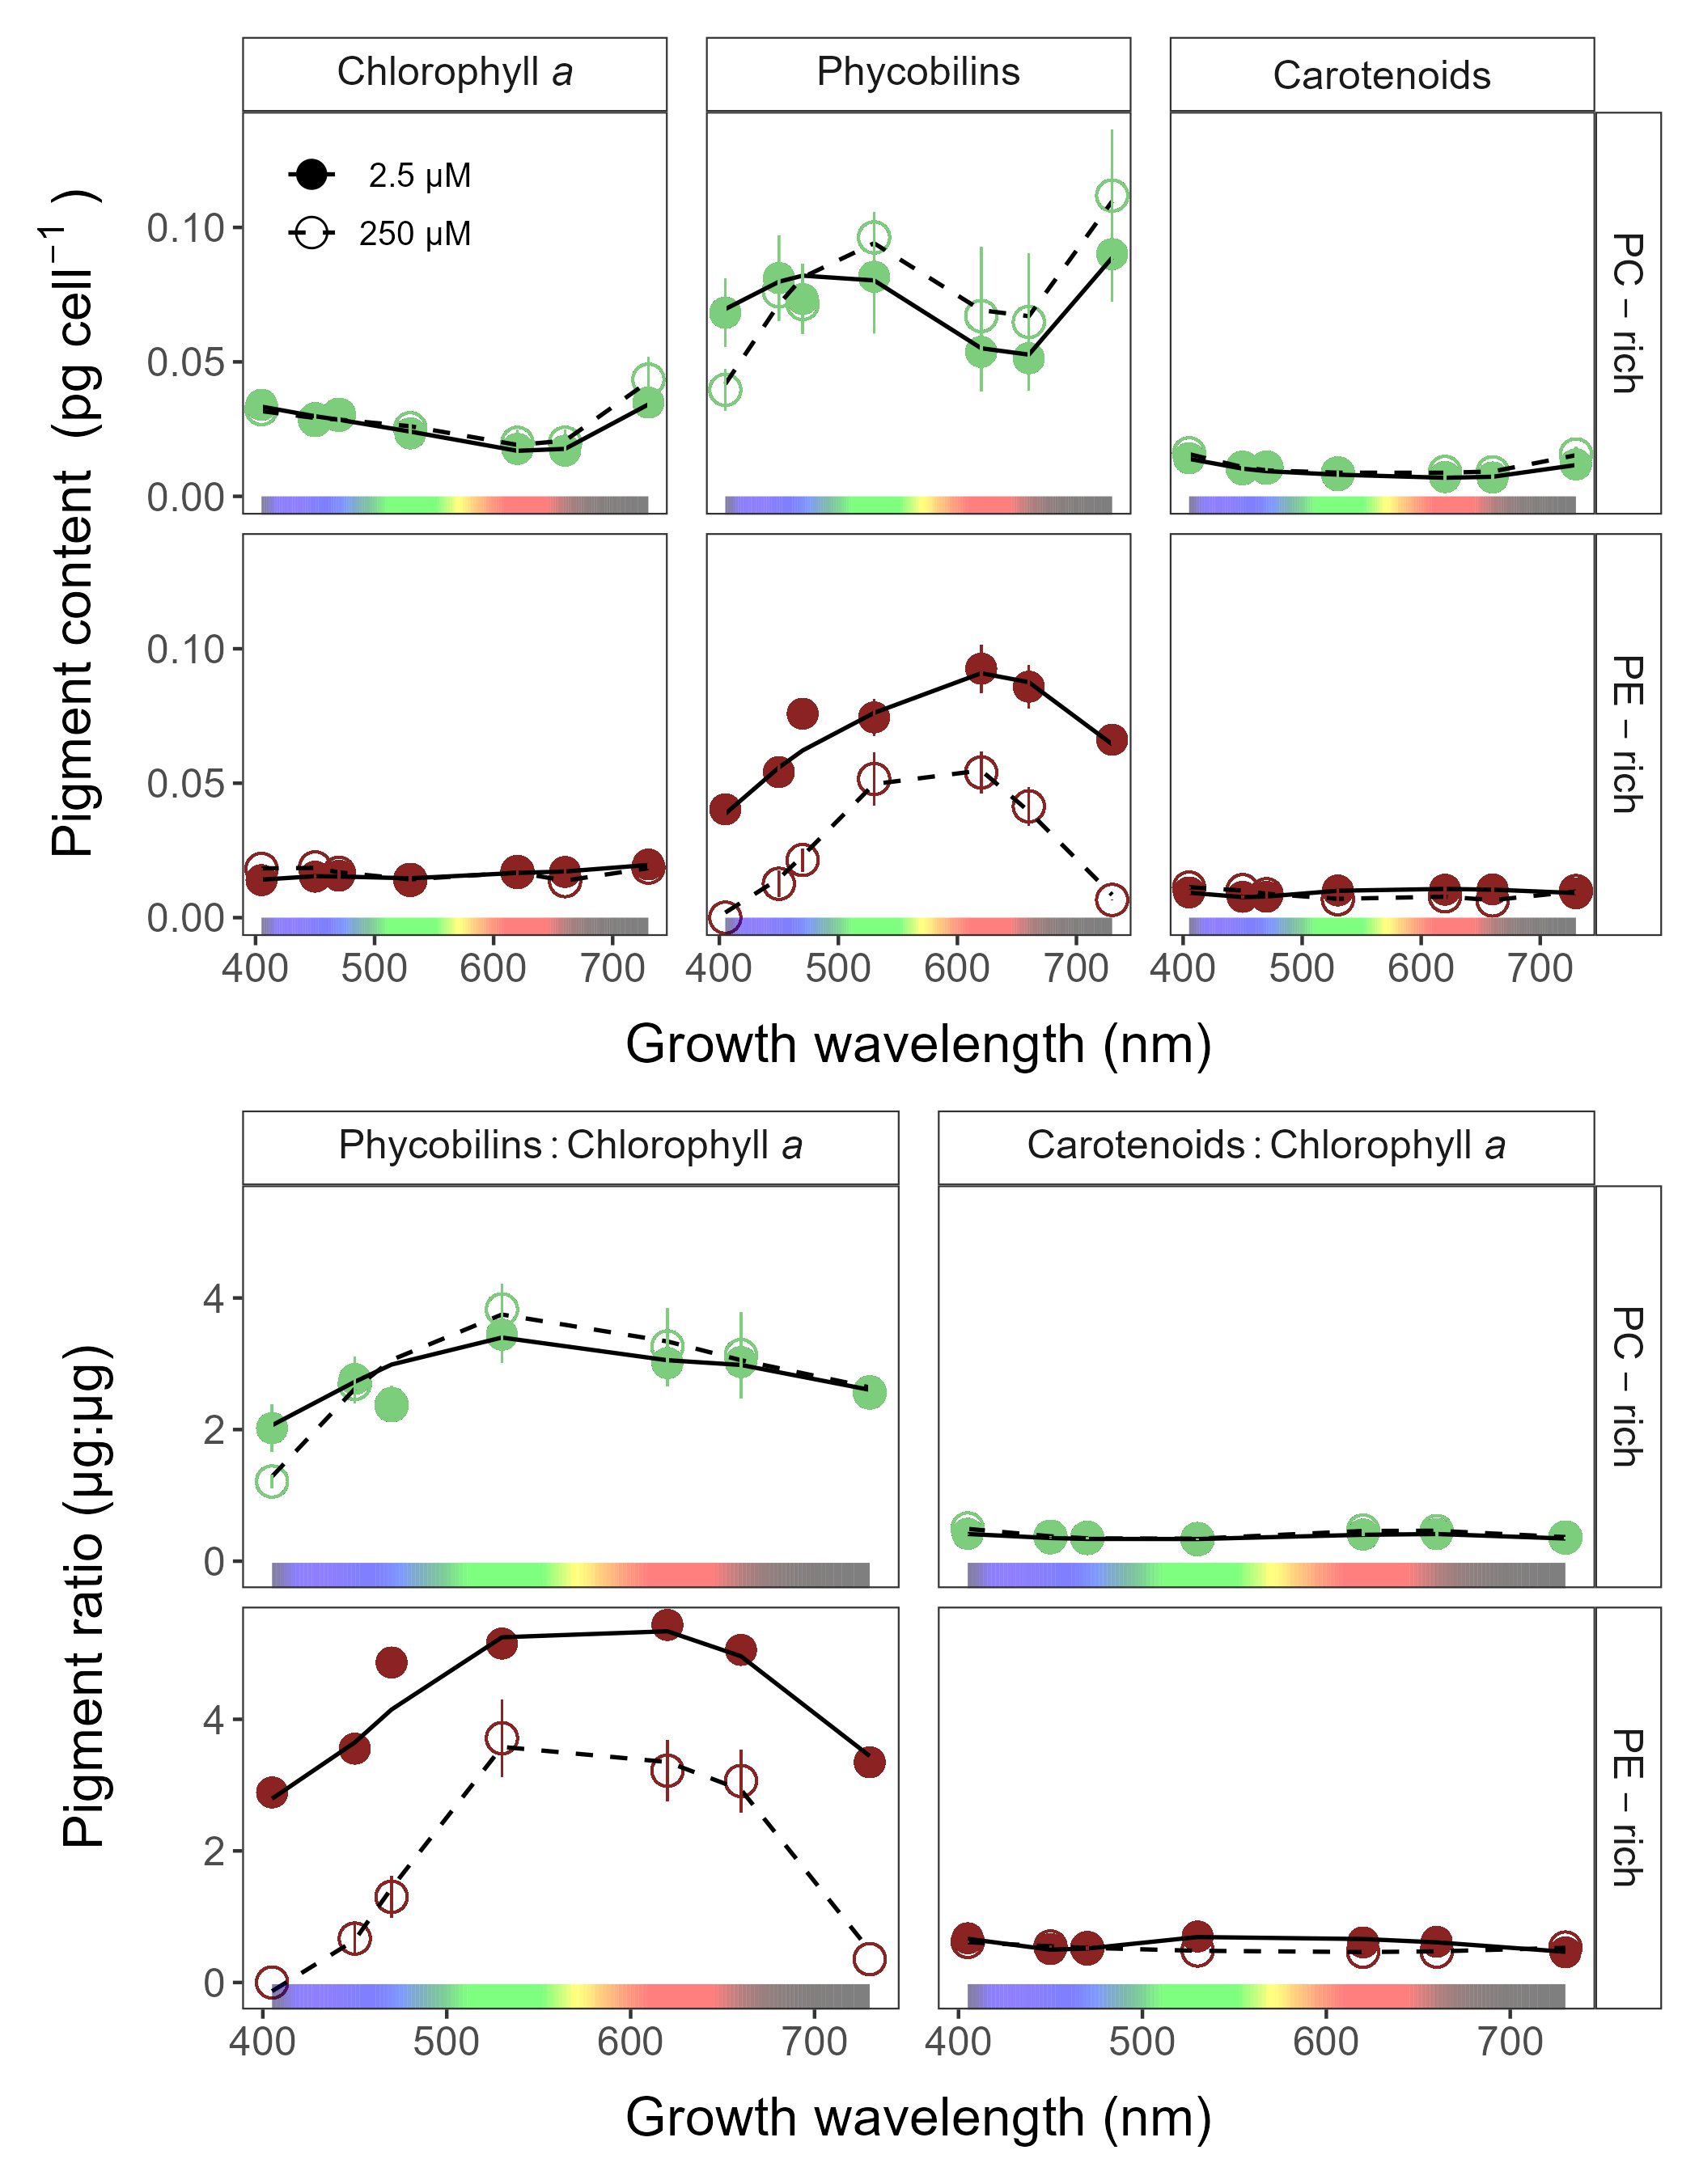 Chlorophyll a
Phycobilins
Carotenoids
2.5 µM
250 µM
0.10
0.05
0.00
PC − rich
0.10
0.05
0.00
PE − rich
Pigment content (pg cell⁻¹ )
400 500 600 700
400 500 600 700
400 500 600 700
Growth wavelength (nm)
Phycobilins : Chlorophyll a
Carotenoids : Chlorophyll a
4
2
0
PC − rich
4
2
0
PE − rich
Pigment ratio (µg:µg)
400 500 600 700
400 500 600 700
Growth wavelength (nm)